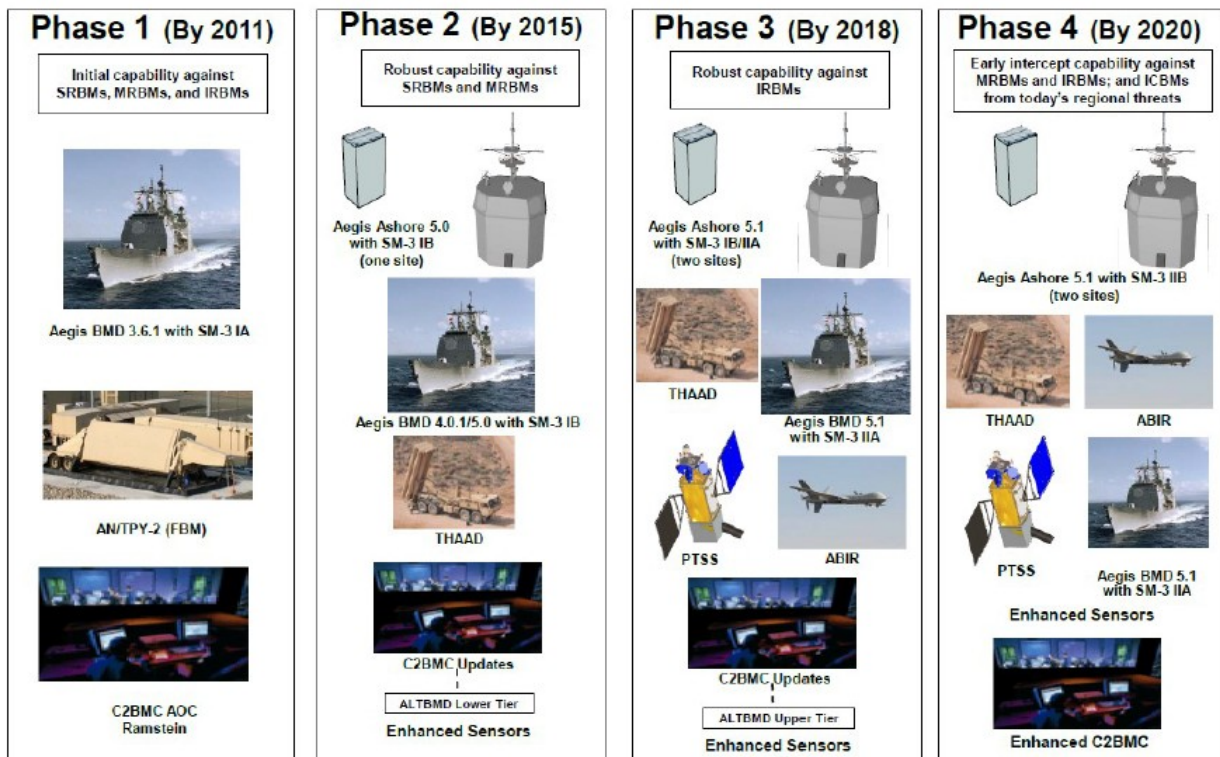 Phase 1 (By 2011)
Initial capability against
SRBMs, MRBMs, and IRBMs
Aegis BMD 3.6.1 with SM-3 IA
AN/TPY-2 (FBM)
C2BMC AOC
Ramstein
Phase 2 (By 2015)
Robust capability against
SRBMs and MRBMs
Aegis Ashore 5.0
with SM-3 IB
(one site)
Aegis BMD 4.0.1/5.0 with SM-3 IB
THAAD
C2BMC Updates
ALTBMD Lower Tier
Enhanced Sensors
Phase 3 (By 2018)
Robust capability against
IRBMs
Aegis Ashore 5.1
with SM-3 IB/IIA
(two sites)
THAAD
Aegis BMD 5.1
with SM-3 IIA
PTSS
ABIR
C2BMC Updates
ALTBMD Upper Tier
Enhanced Sensors
Phase 4 (By 2020)
Early intercept capability against
MRBMs and IRBMs; and ICBMs
from today's regional threats
Aegis Ashore 5.1 with SM-3 IIB
(two sites)
THAAD
ABIR
PTSS
Aegis BMD 5.1
with SM-3 IIA
Enhanced Sensors
Enhanced C2BMC